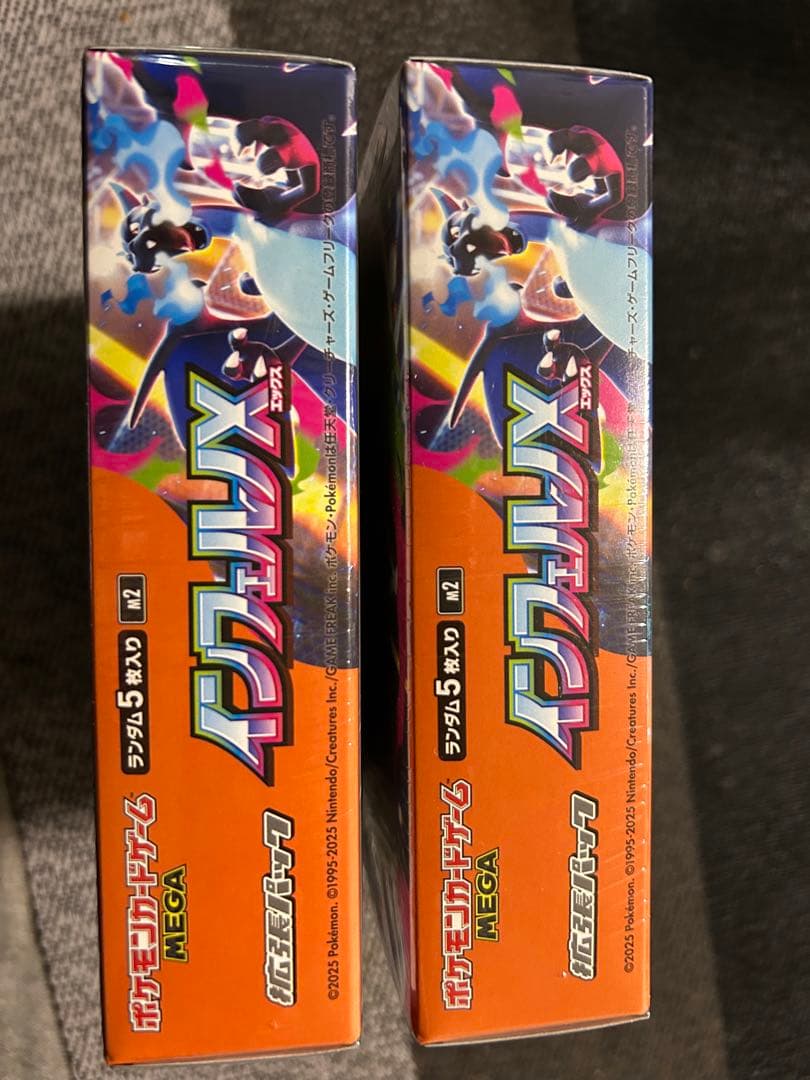 ポケモンカードゲーム™
MEGA
ランダム5枚入り
M2
拡張パック
インフェルノX
エックス
©2025 Pokémon. ©1995-2025 Nintendo/Creatures Inc./GAME FREAK inc. ポケモン・Pokémonは任天堂・クリーチャーズ・ゲームフリークの登録商標です。
ポケモンカードゲーム™
MEGA
ランダム5枚入り
M2
拡張パック
インフェルノX
エックス
©2025 Pokémon. ©1995-2025 Nintendo/Creatures Inc./GAME FREAK inc. ポケモン・Pokémonは任天堂・クリーチャーズ・ゲームフリークの登録商標です。